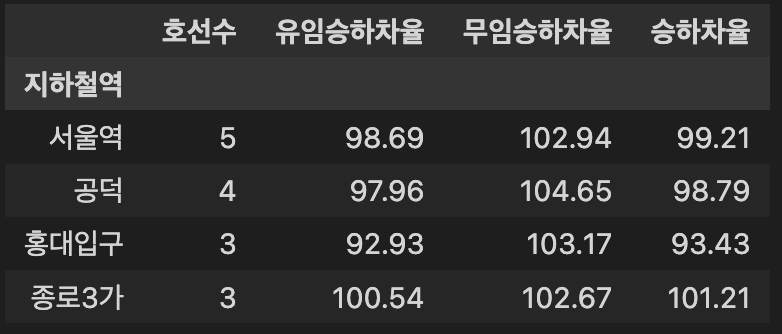 호선수 유임승하차율 무임승하차율 승하차율
지하철역
서울역 5 98.69 102.94 99.21
공덕 4 97.96 104.65 98.79
홍대입구 3 92.93 103.17 93.43
종로3가 3 100.54 102.67 101.21